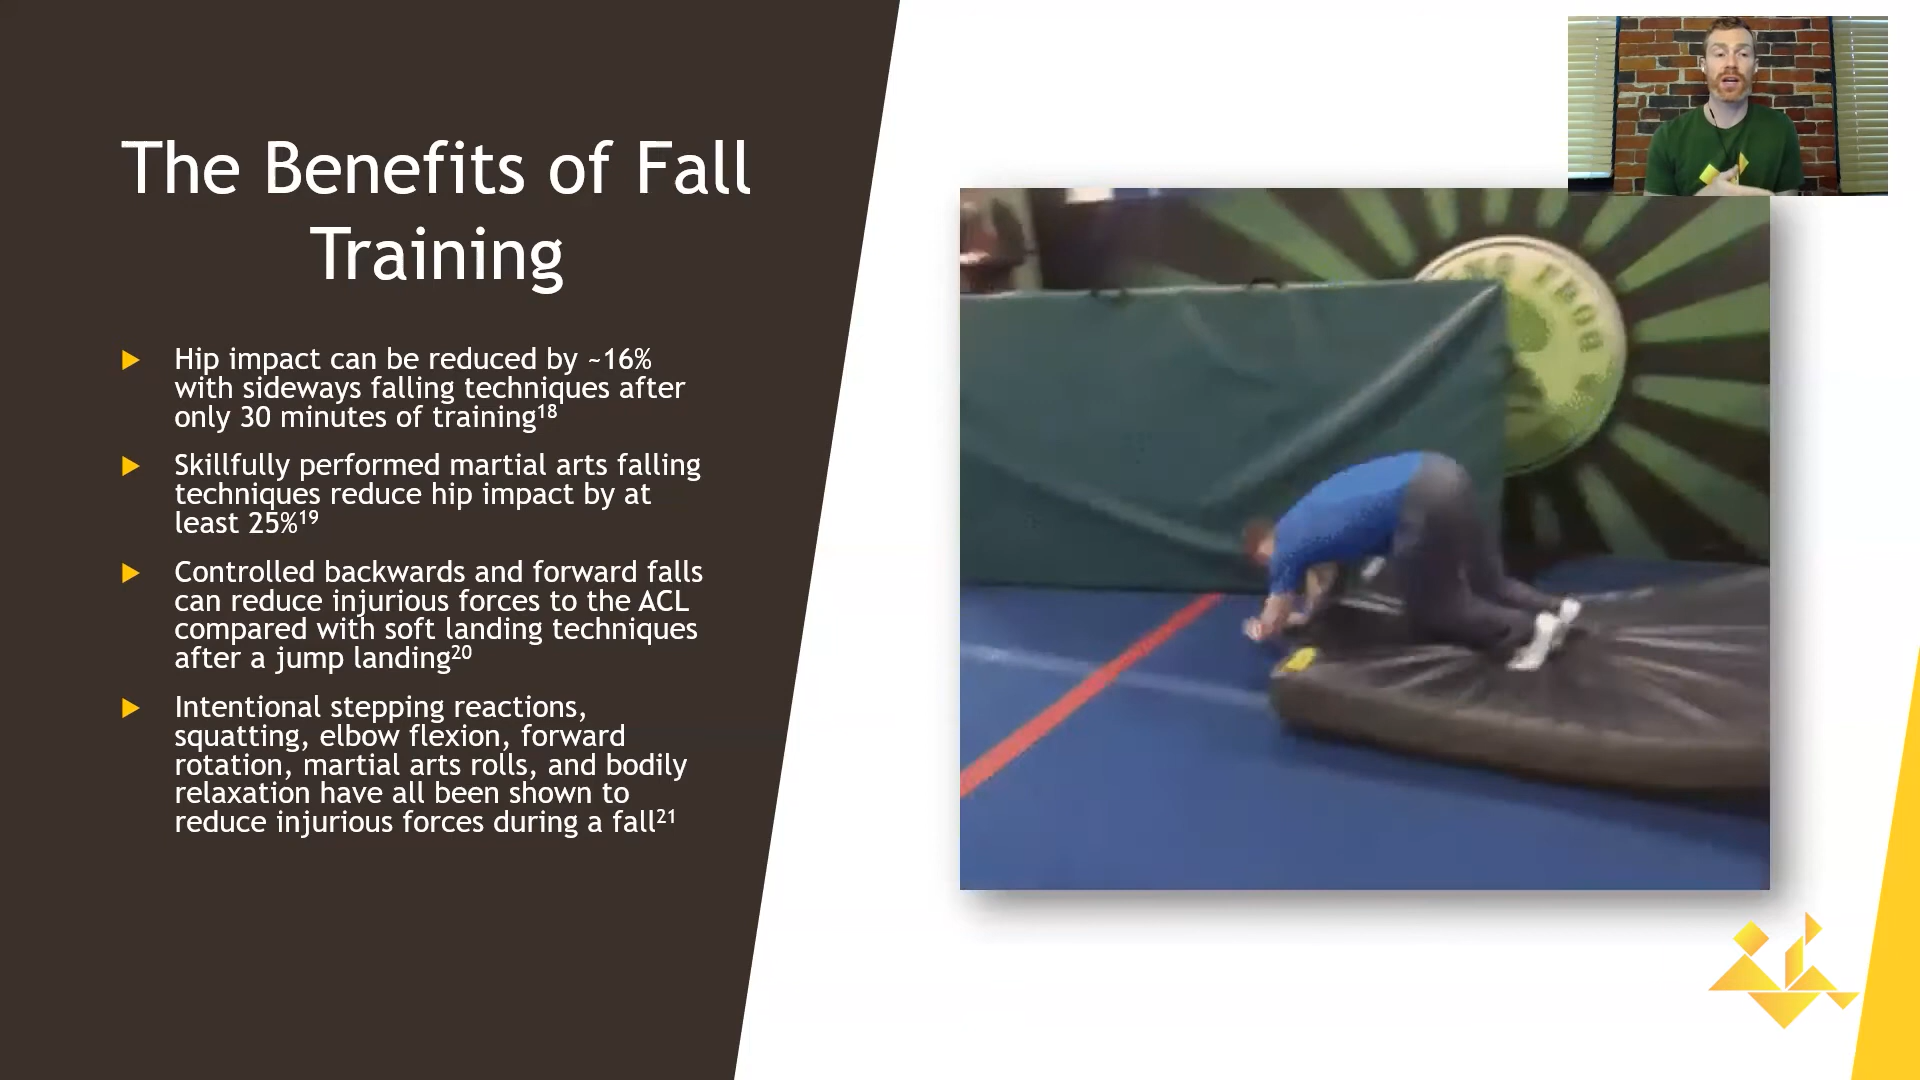 The Benefits of Fall
Training
Hip impact can be reduced by ~16%
with sideways falling techniques after
only 30 minutes of training18
Skillfully performed martial arts falling
techniques reduce hip impact by at
least 25%19
Controlled backwards and forward falls
can reduce injurious forces to the ACL
compared with soft landing techniques
after a jump landing20
Intentional stepping reactions,
squatting, elbow flexion, forward
rotation, martial arts rolls, and bodily
relaxation have all been shown to
reduce injurious forces during a fall21